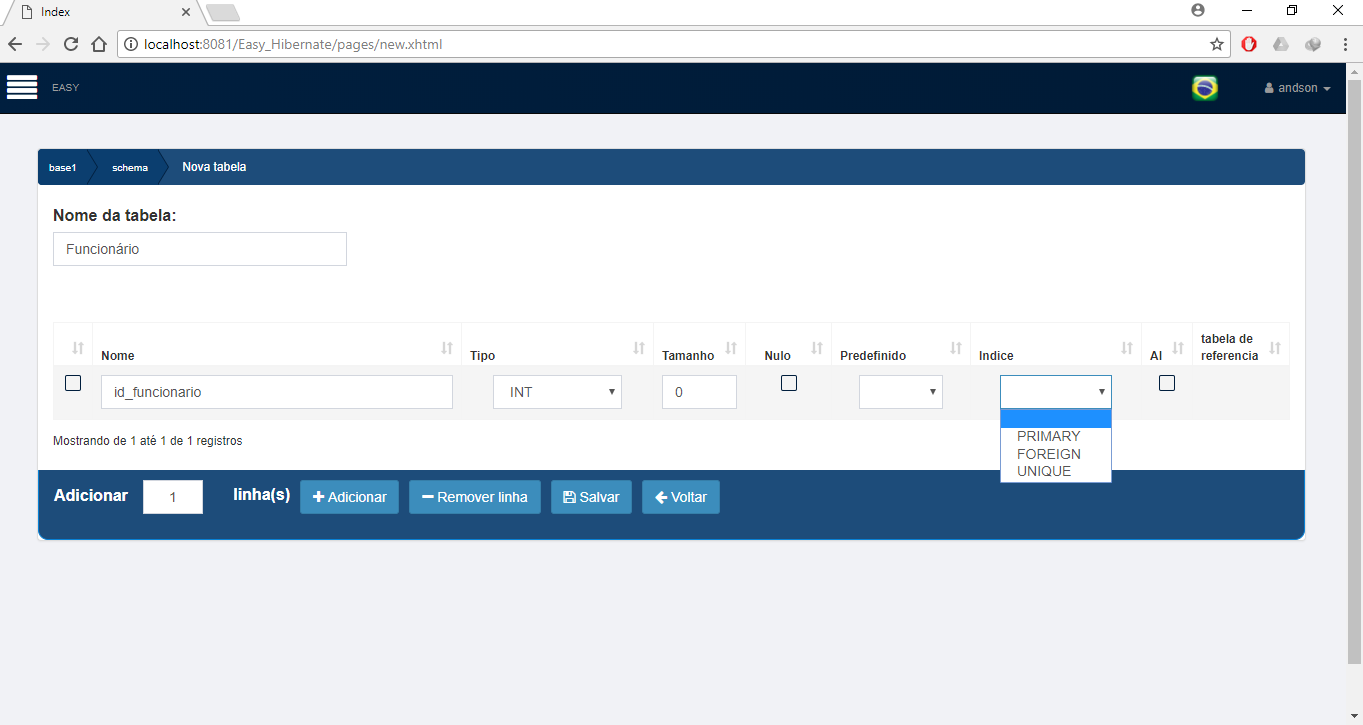 Index
localhost:8081/Easy_Hibernate/pages/new.xhtml
EASY
andson
base1 schema Nova tabela
Nome da tabela:
Funcionário
Nome Tipo Tamanho Nulo Predefinido Indice AI tabela de referencia
id_funcionario INT 0
PRIMARY
FOREIGN
UNIQUE
Mostrando de 1 até 1 de 1 registros
Adicionar 1 linha(s) Adicionar Remover linha Salvar Voltar